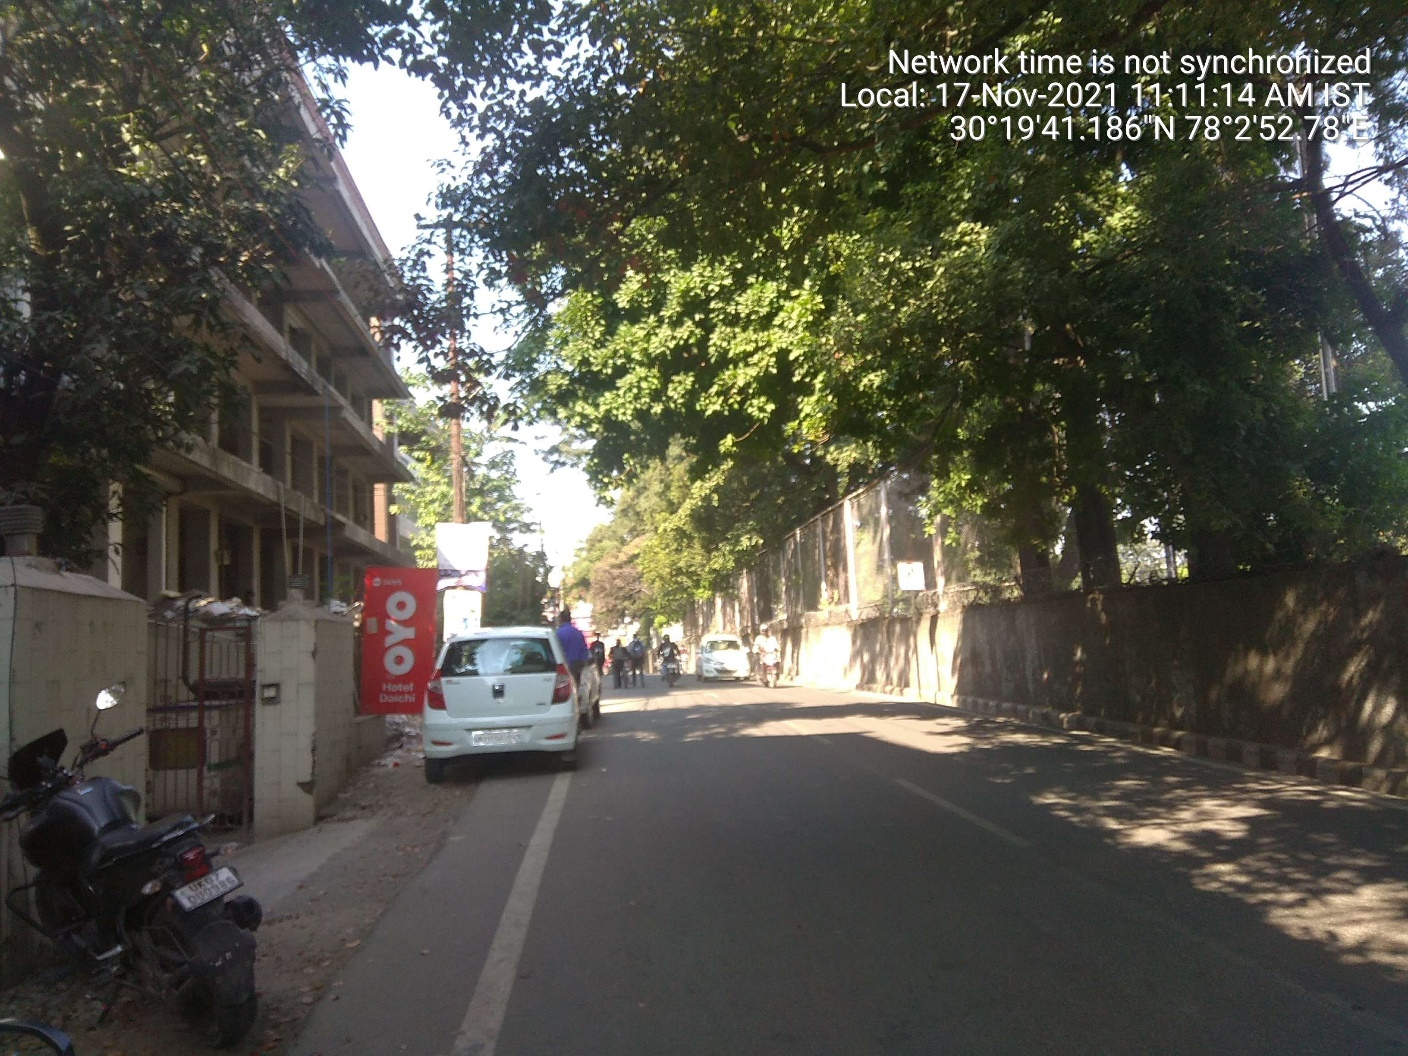 Network time is not synchronized
Local: 17-Nov-2021 11:11:14 AM IST
30°19'41.186"N 78°2'52.78"E
OYO
Hotel
Daichi
UK07